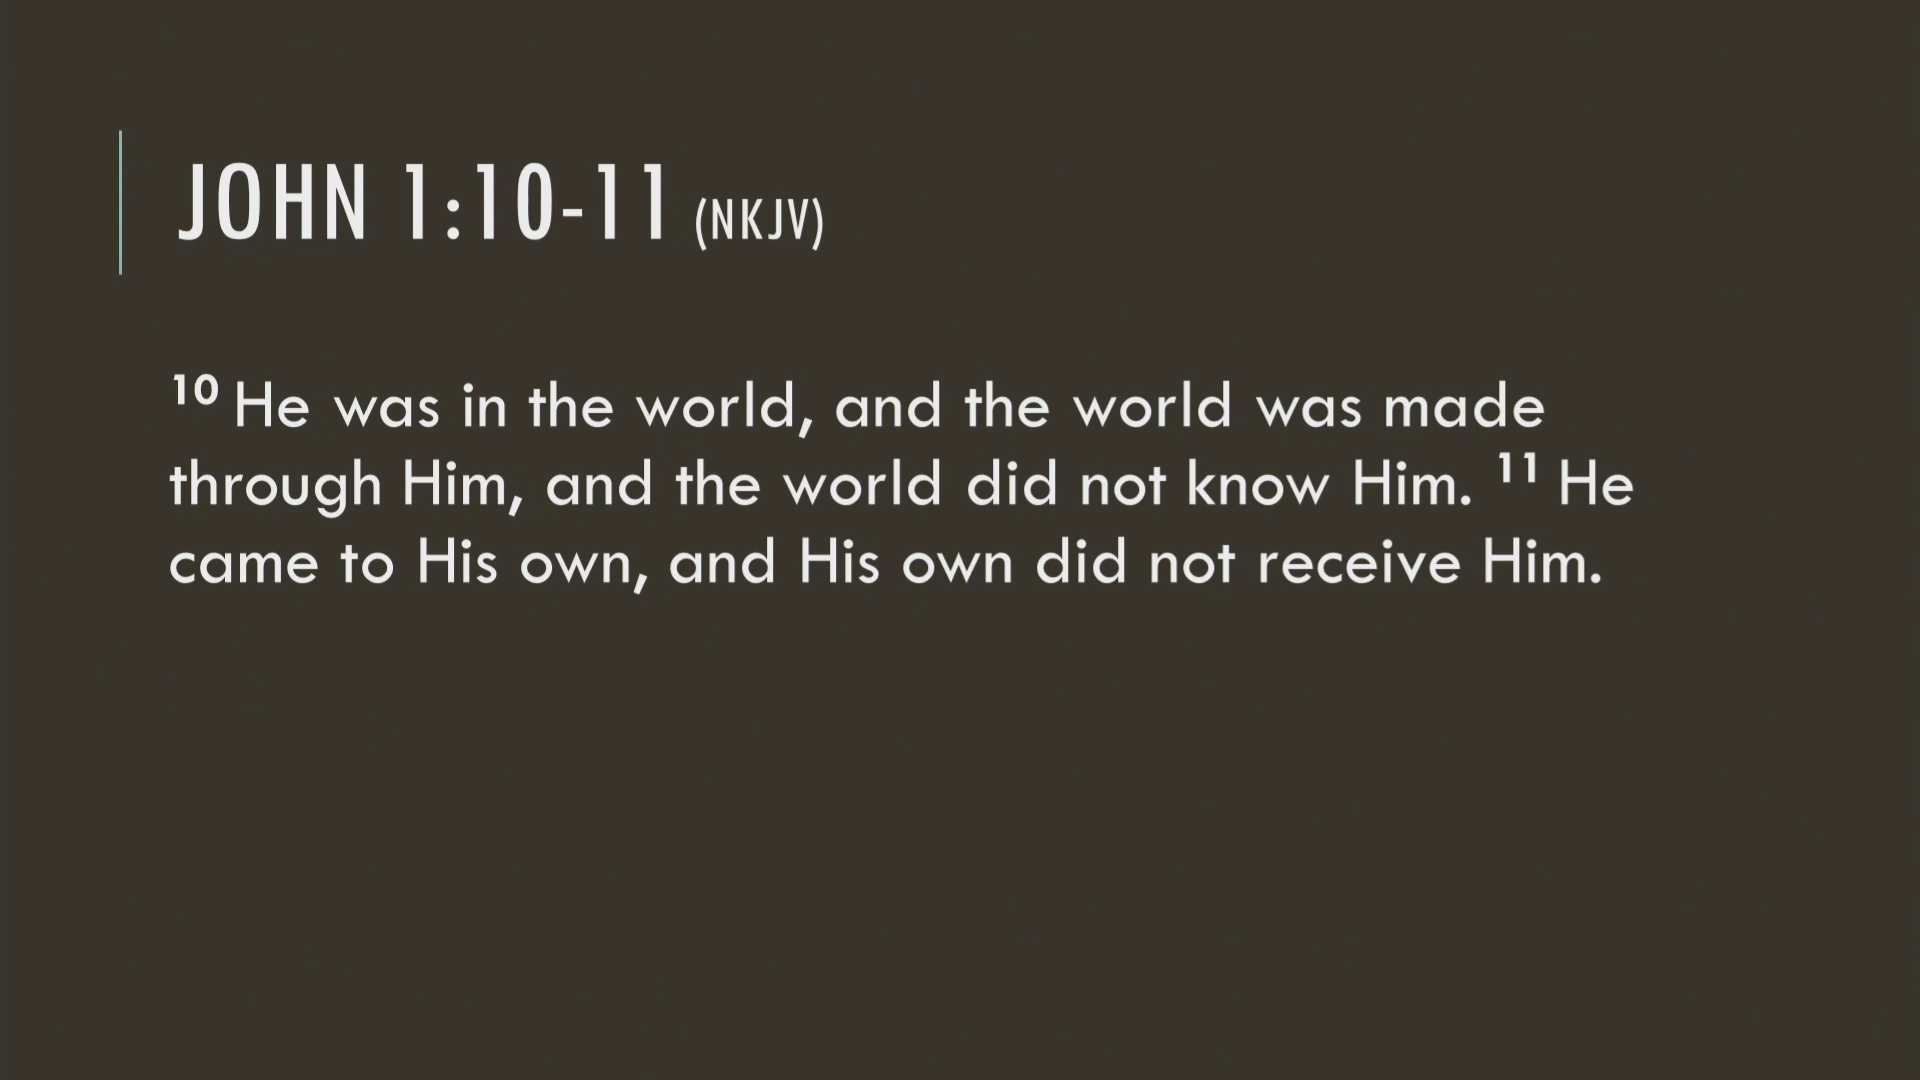 JOHN 1:10-11 (NKJV)
¹⁰ He was in the world, and the world was made
through Him, and the world did not know Him. ¹¹ He
came to His own, and His own did not receive Him.